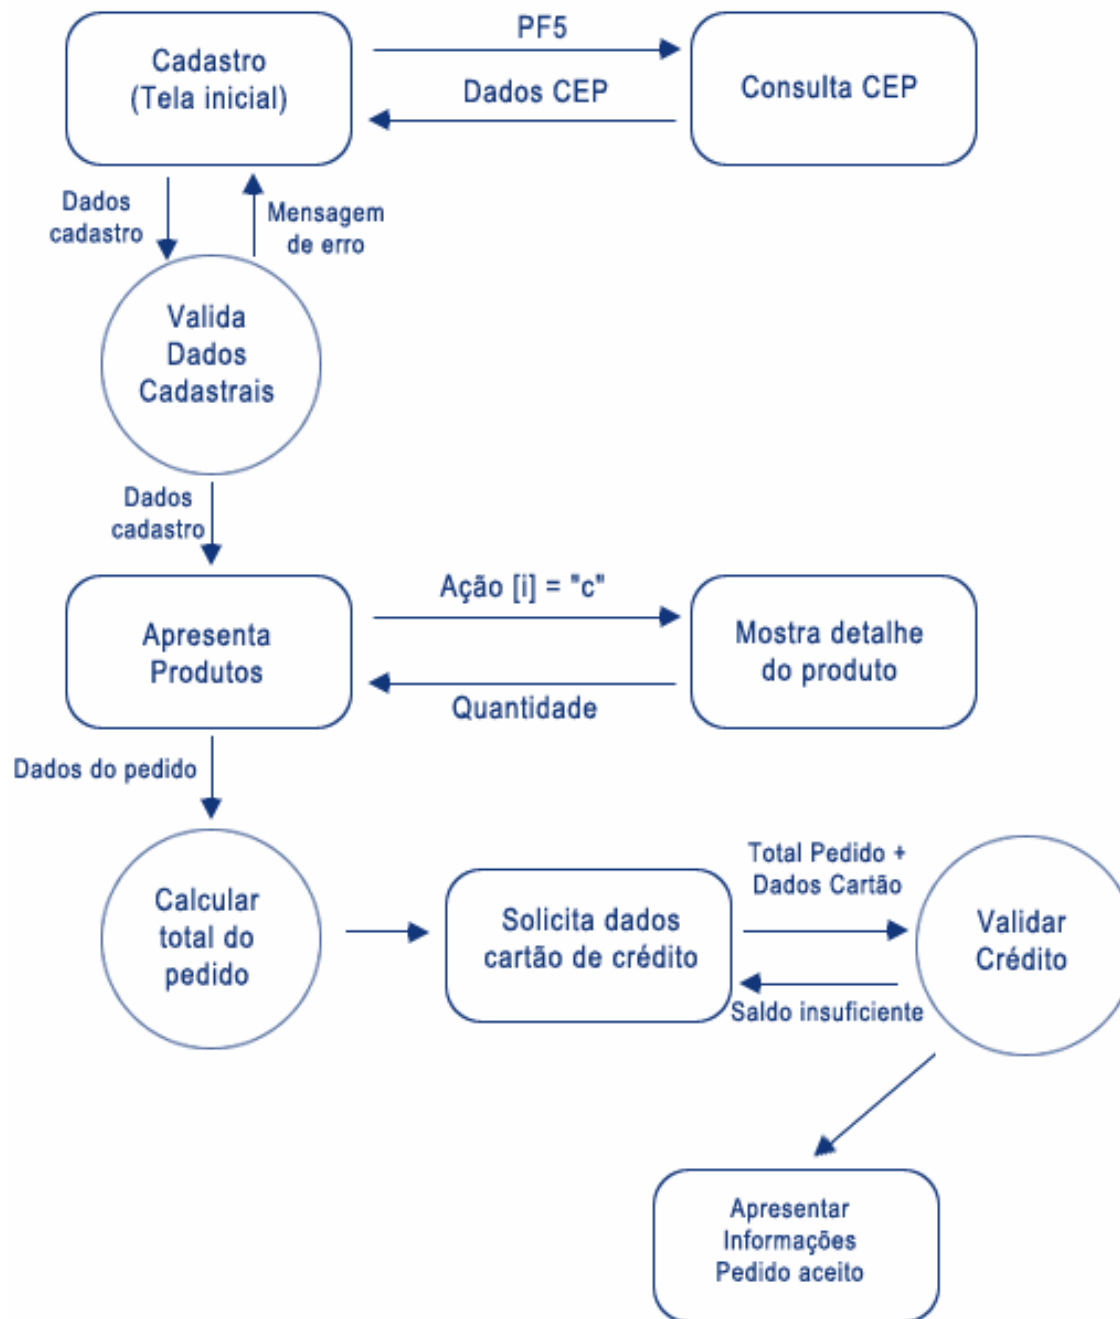 Cadastro
(Tela inicial)
PF5
Dados CEP
Consulta CEP
Dados
cadastro
Mensagem
de erro
Valida
Dados
Cadastrais
Dados
cadastro
Apresenta
Produtos
Ação [i] = "c"
Quantidade
Mostra detalhe
do produto
Dados do pedido
Calcular
total do
pedido
Solicita dados
cartão de crédito
Total Pedido +
Dados Cartão
Saldo insuficiente
Validar
Crédito
Apresentar
Informações
Pedido aceito